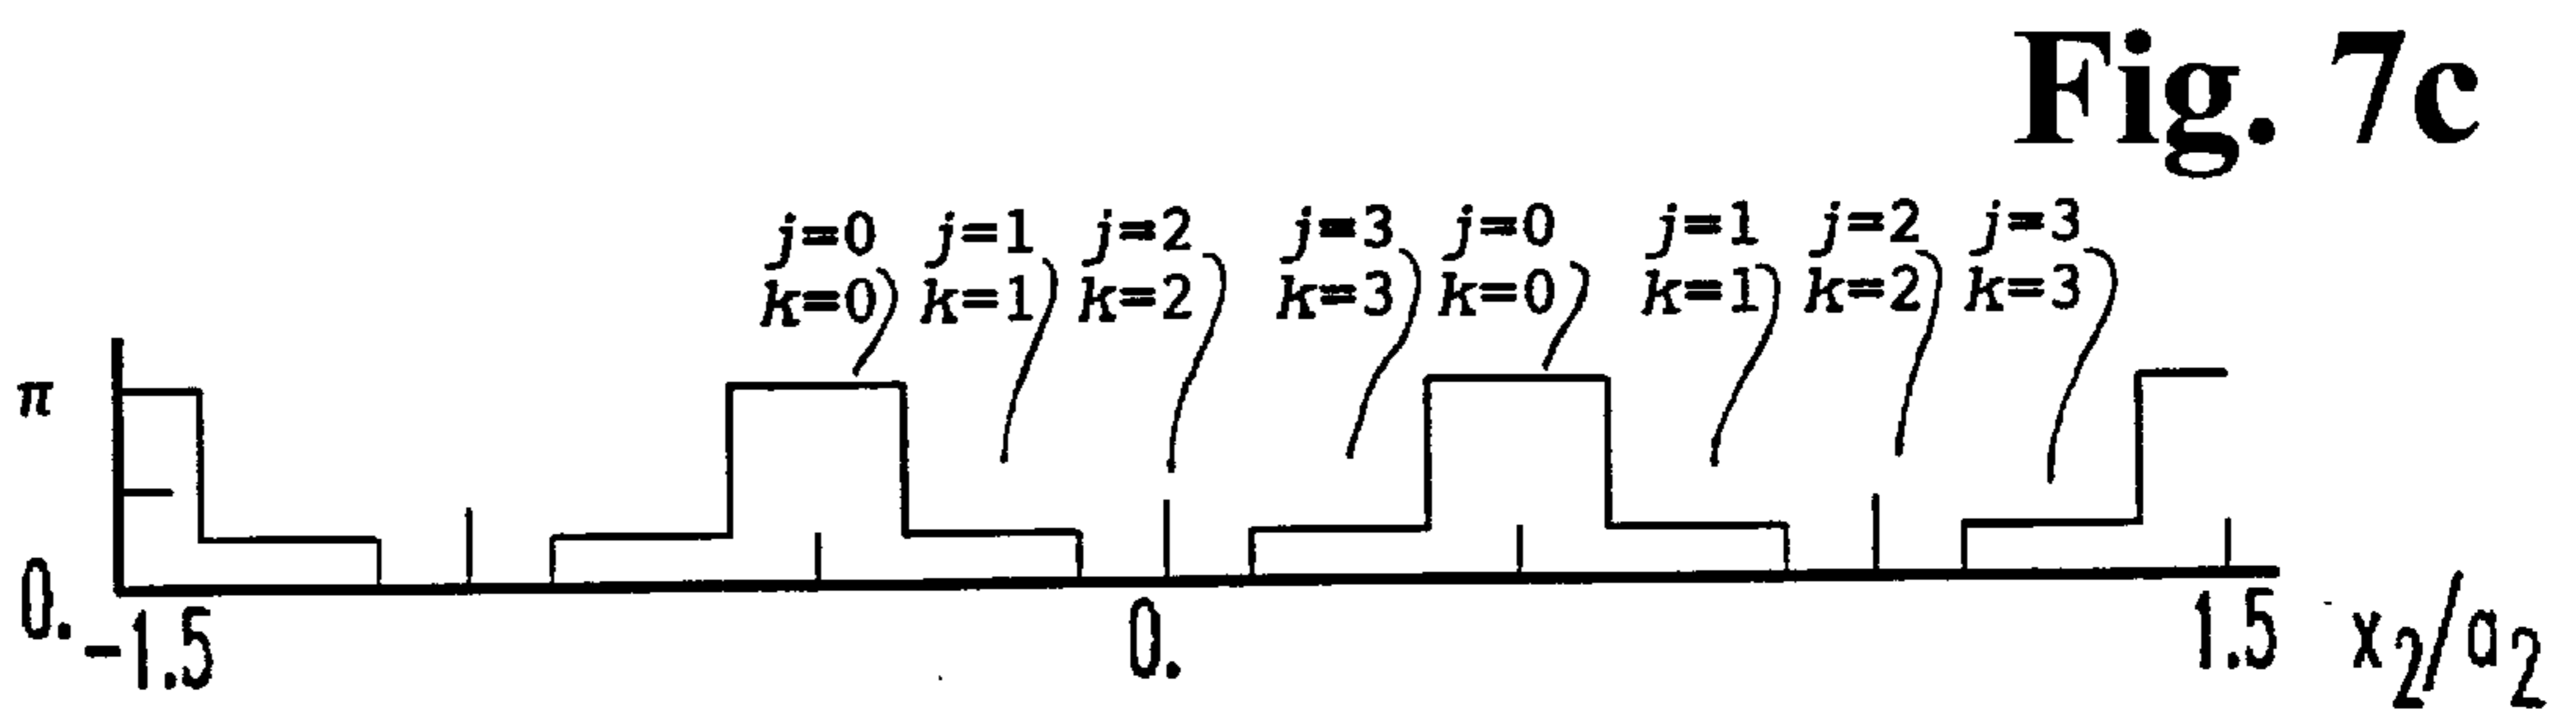 Fig. 7c
j=0 j=1 j=2 j=3 j=0 j=1 j=2 j=3
k=0 k=1 k=2 k=3 k=0 k=1 k=2 k=3
π
0.
-1.5 0. 1.5 x2/a2